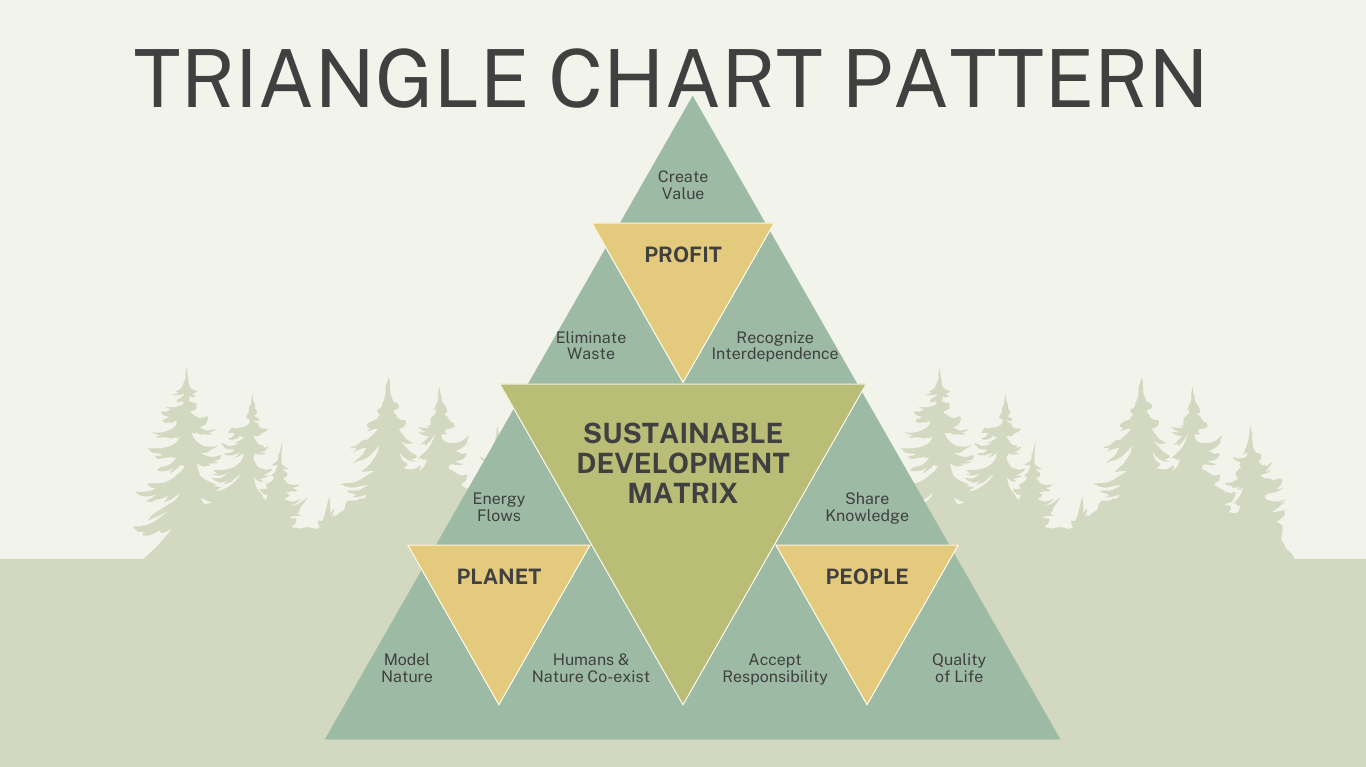 TRIANGLE CHART PATTERN
Create
Value
PROFIT
Eliminate
Waste
Recognize
Interdependence
SUSTAINABLE
DEVELOPMENT
MATRIX
Energy
Flows
Share
Knowledge
PLANET
PEOPLE
Model
Nature
Humans &
Nature Co-exist
Accept
Responsibility
Quality
of Life